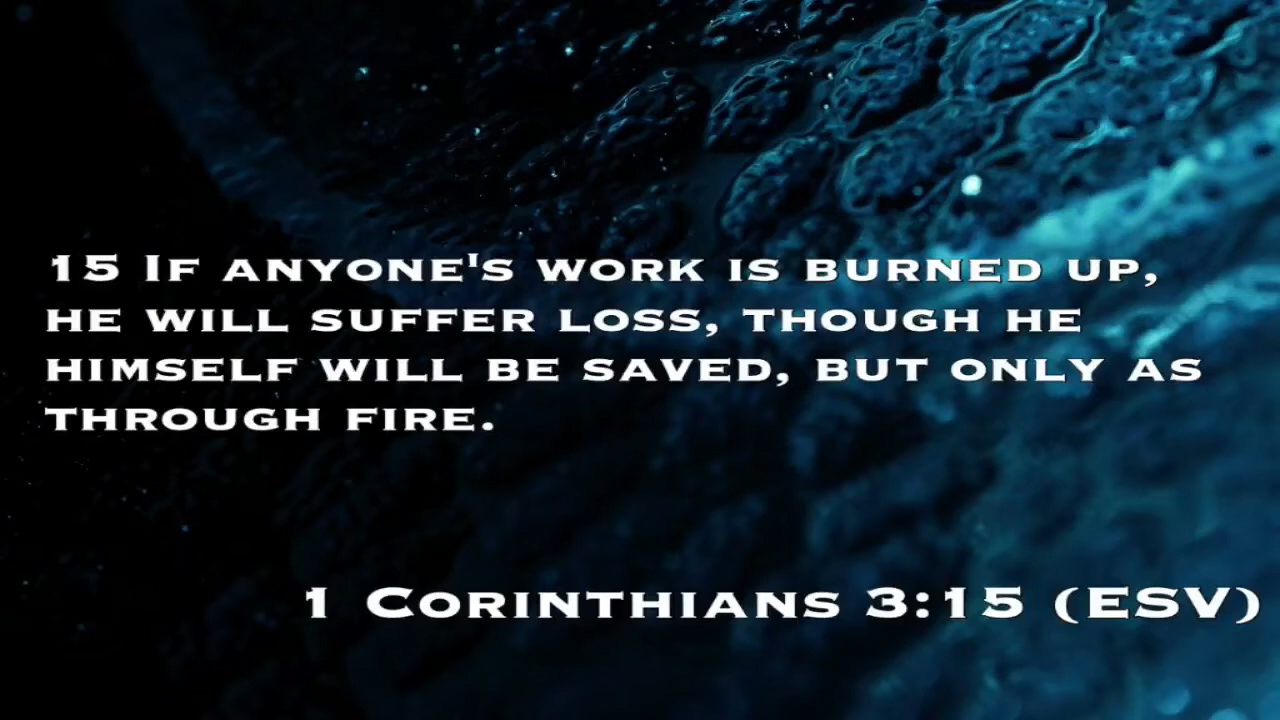 15 If anyone's work is burned up,
he will suffer loss, though he
himself will be saved, but only as
through fire.
1 Corinthians 3:15 (ESV)